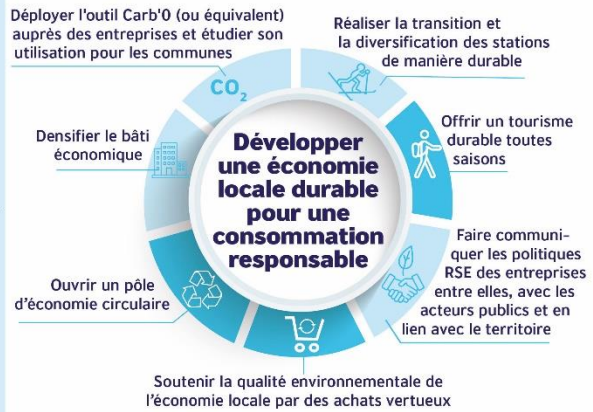 Déployer l'outil Carb'0 (ou équivalent)
auprès des entreprises et étudier son
utilisation pour les communes
CO₂
Réaliser la transition et
la diversification des stations
de manière durable
Densifier le bâti
économique
Développer
une économie
locale durable
pour une
consommation
responsable
Offrir un tourisme
durable toutes
saisons
Faire communi-
quer les politiques
RSE des entreprises
entre elles, avec les
acteurs publics et en
lien avec le territoire
Ouvrir un pôle
d'économie circulaire
Soutenir la qualité environnementale de
l'économie locale par des achats vertueux